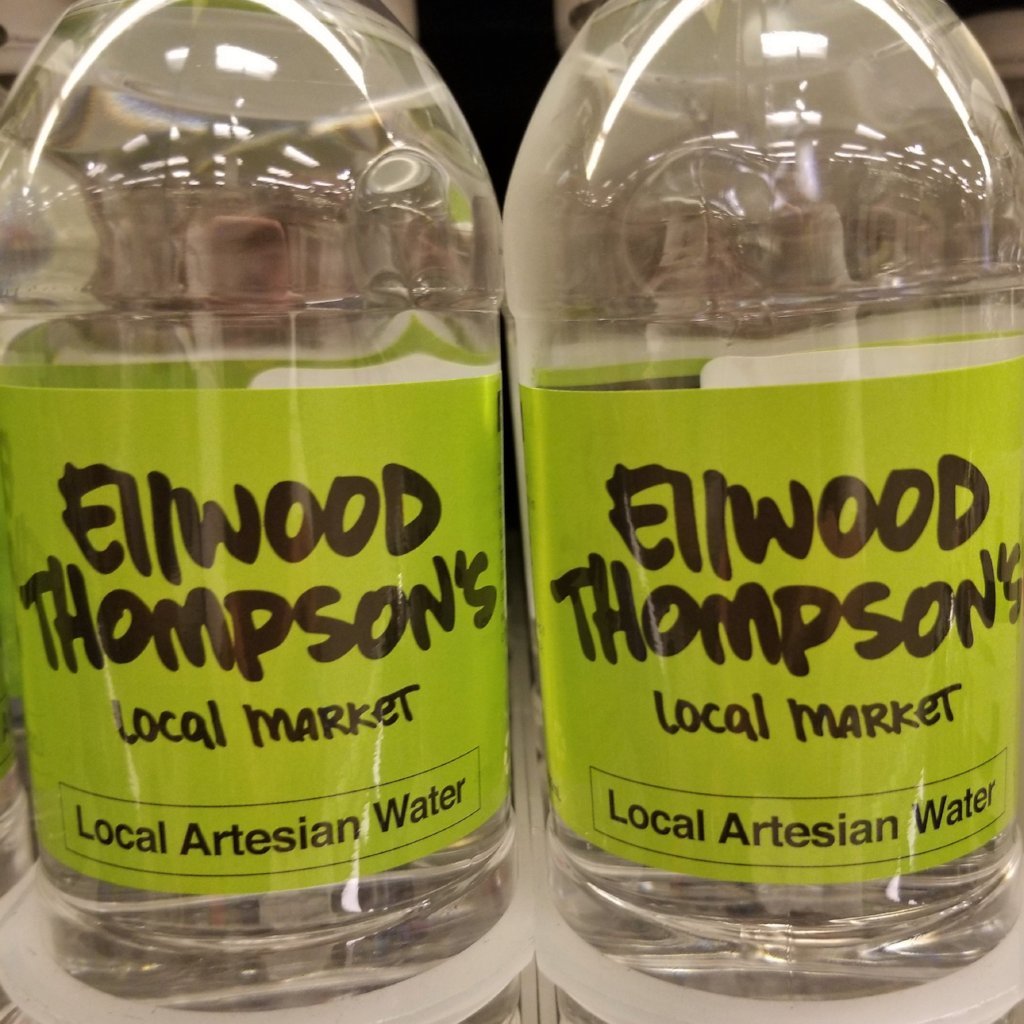 Ellwood
Thompson's
Local Market
Local Artesian Water
Ellwood
Thompson's
Local Market
Local Artesian Water